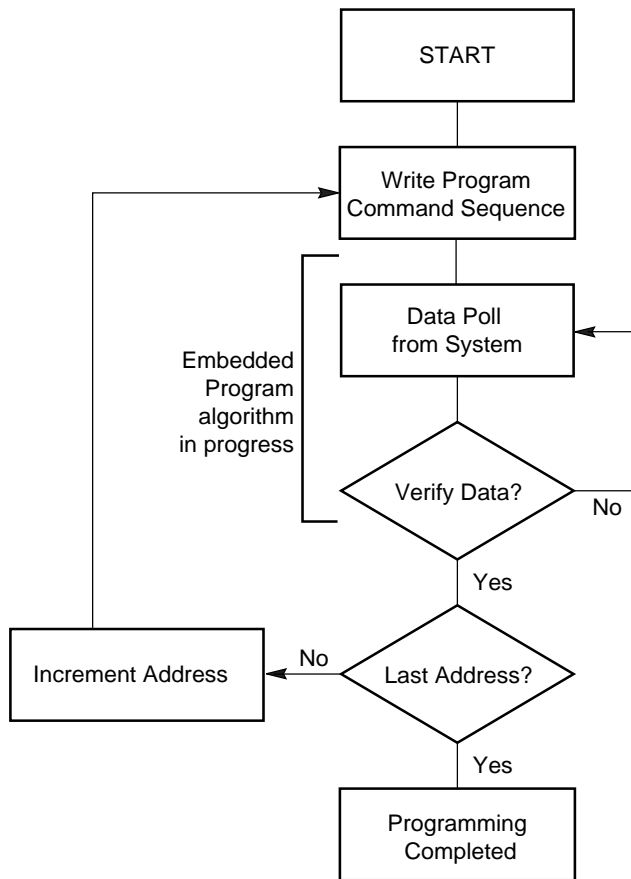 START
Write Program
Command Sequence
Data Poll
from System
Embedded
Program
algorithm
in progress
Verify Data?
No
Yes
Increment Address
No
Last Address?
Yes
Programming
Completed